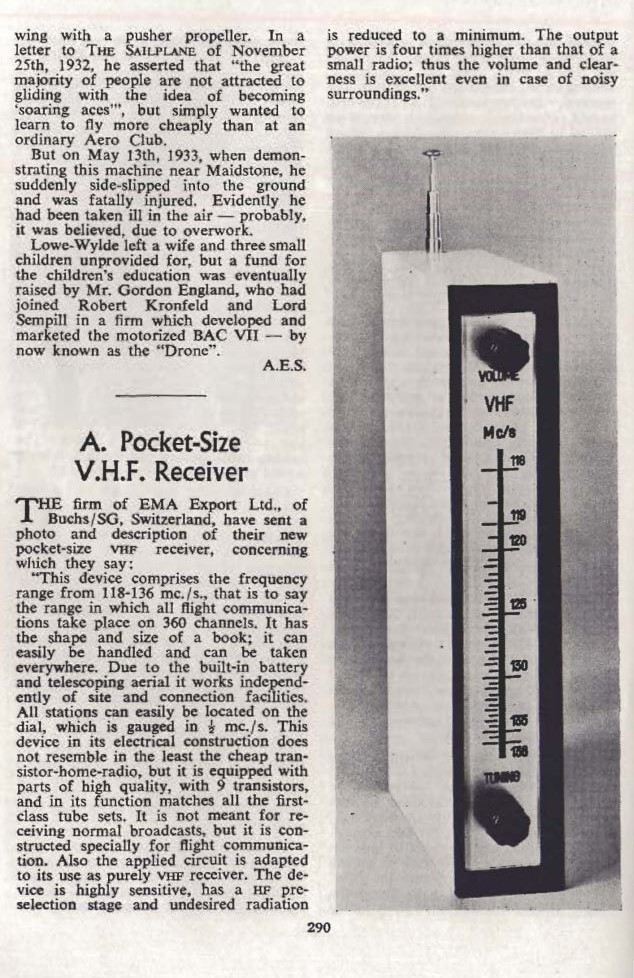 wing with a pusher propeller. In a
letter to THE SAILPLANE of November
25th, 1932, he asserted that "the great
majority of people are not attracted to
gliding with the idea of becoming
'soaring aces'", but simply wanted to
learn to fly more cheaply than at an
ordinary Aero Club.
But on May 13th, 1933, when demon-
strating this machine near Maidstone, he
suddenly side-slipped into the ground
and was fatally injured. Evidently he
had been taken ill in the air — probably,
it was believed, due to overwork.
Lowe-Wylde left a wife and three small
children unprovided for, but a fund for
the children's education was eventually
raised by Mr. Gordon England, who had
joined Robert Kronfeld and Lord
Sempill in a firm which developed and
marketed the motorized BAC VII — by
now known as the "Drone".
A.E.S.
A. Pocket-Size
V.H.F. Receiver
THE firm of EMA Export Ltd., of
Buchs/SG, Switzerland, have sent a
photo and description of their new
pocket-size VHF receiver, concerning
which they say:
"This device comprises the frequency
range from 118-136 mc./s., that is to say
the range in which all flight communica-
tions take place on 360 channels. It has
the shape and size of a book; it can
easily be handled and can be taken
everywhere. Due to the built-in battery
and telescoping aerial it works independ-
ently of site and connection facilities.
All stations can easily be located on the
dial, which is gauged in ½ mc./s. This
device in its electrical construction does
not resemble in the least the cheap tran-
sistor-home-radio, but it is equipped with
parts of high quality, with 9 transistors,
and in its function matches all the first-
class tube sets. It is not meant for re-
ceiving normal broadcasts, but it is con-
structed specially for flight communica-
tion. Also the applied circuit is adapted
to its use as purely VHF receiver. The de-
vice is highly sensitive, has a HF pre-
selection stage and undesired radiation
is reduced to a minimum. The output
power is four times higher than that of a
small radio; thus the volume and clear-
ness is excellent even in case of noisy
surroundings."
VOLUME
VHF
Mc/s
118
119
120
125
130
135
136
TUNING
290